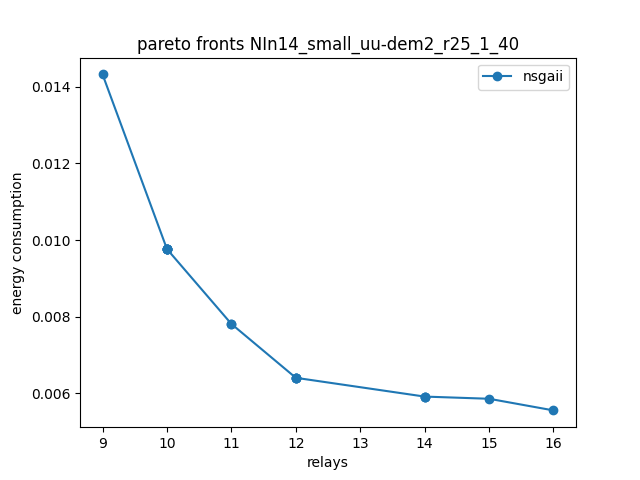 pareto fronts NIn14_small_uu-dem2_r25_1_40
nsgaii
0.014
0.012
0.010
0.008
0.006
energy consumption
9 10 11 12 13 14 15 16
relays